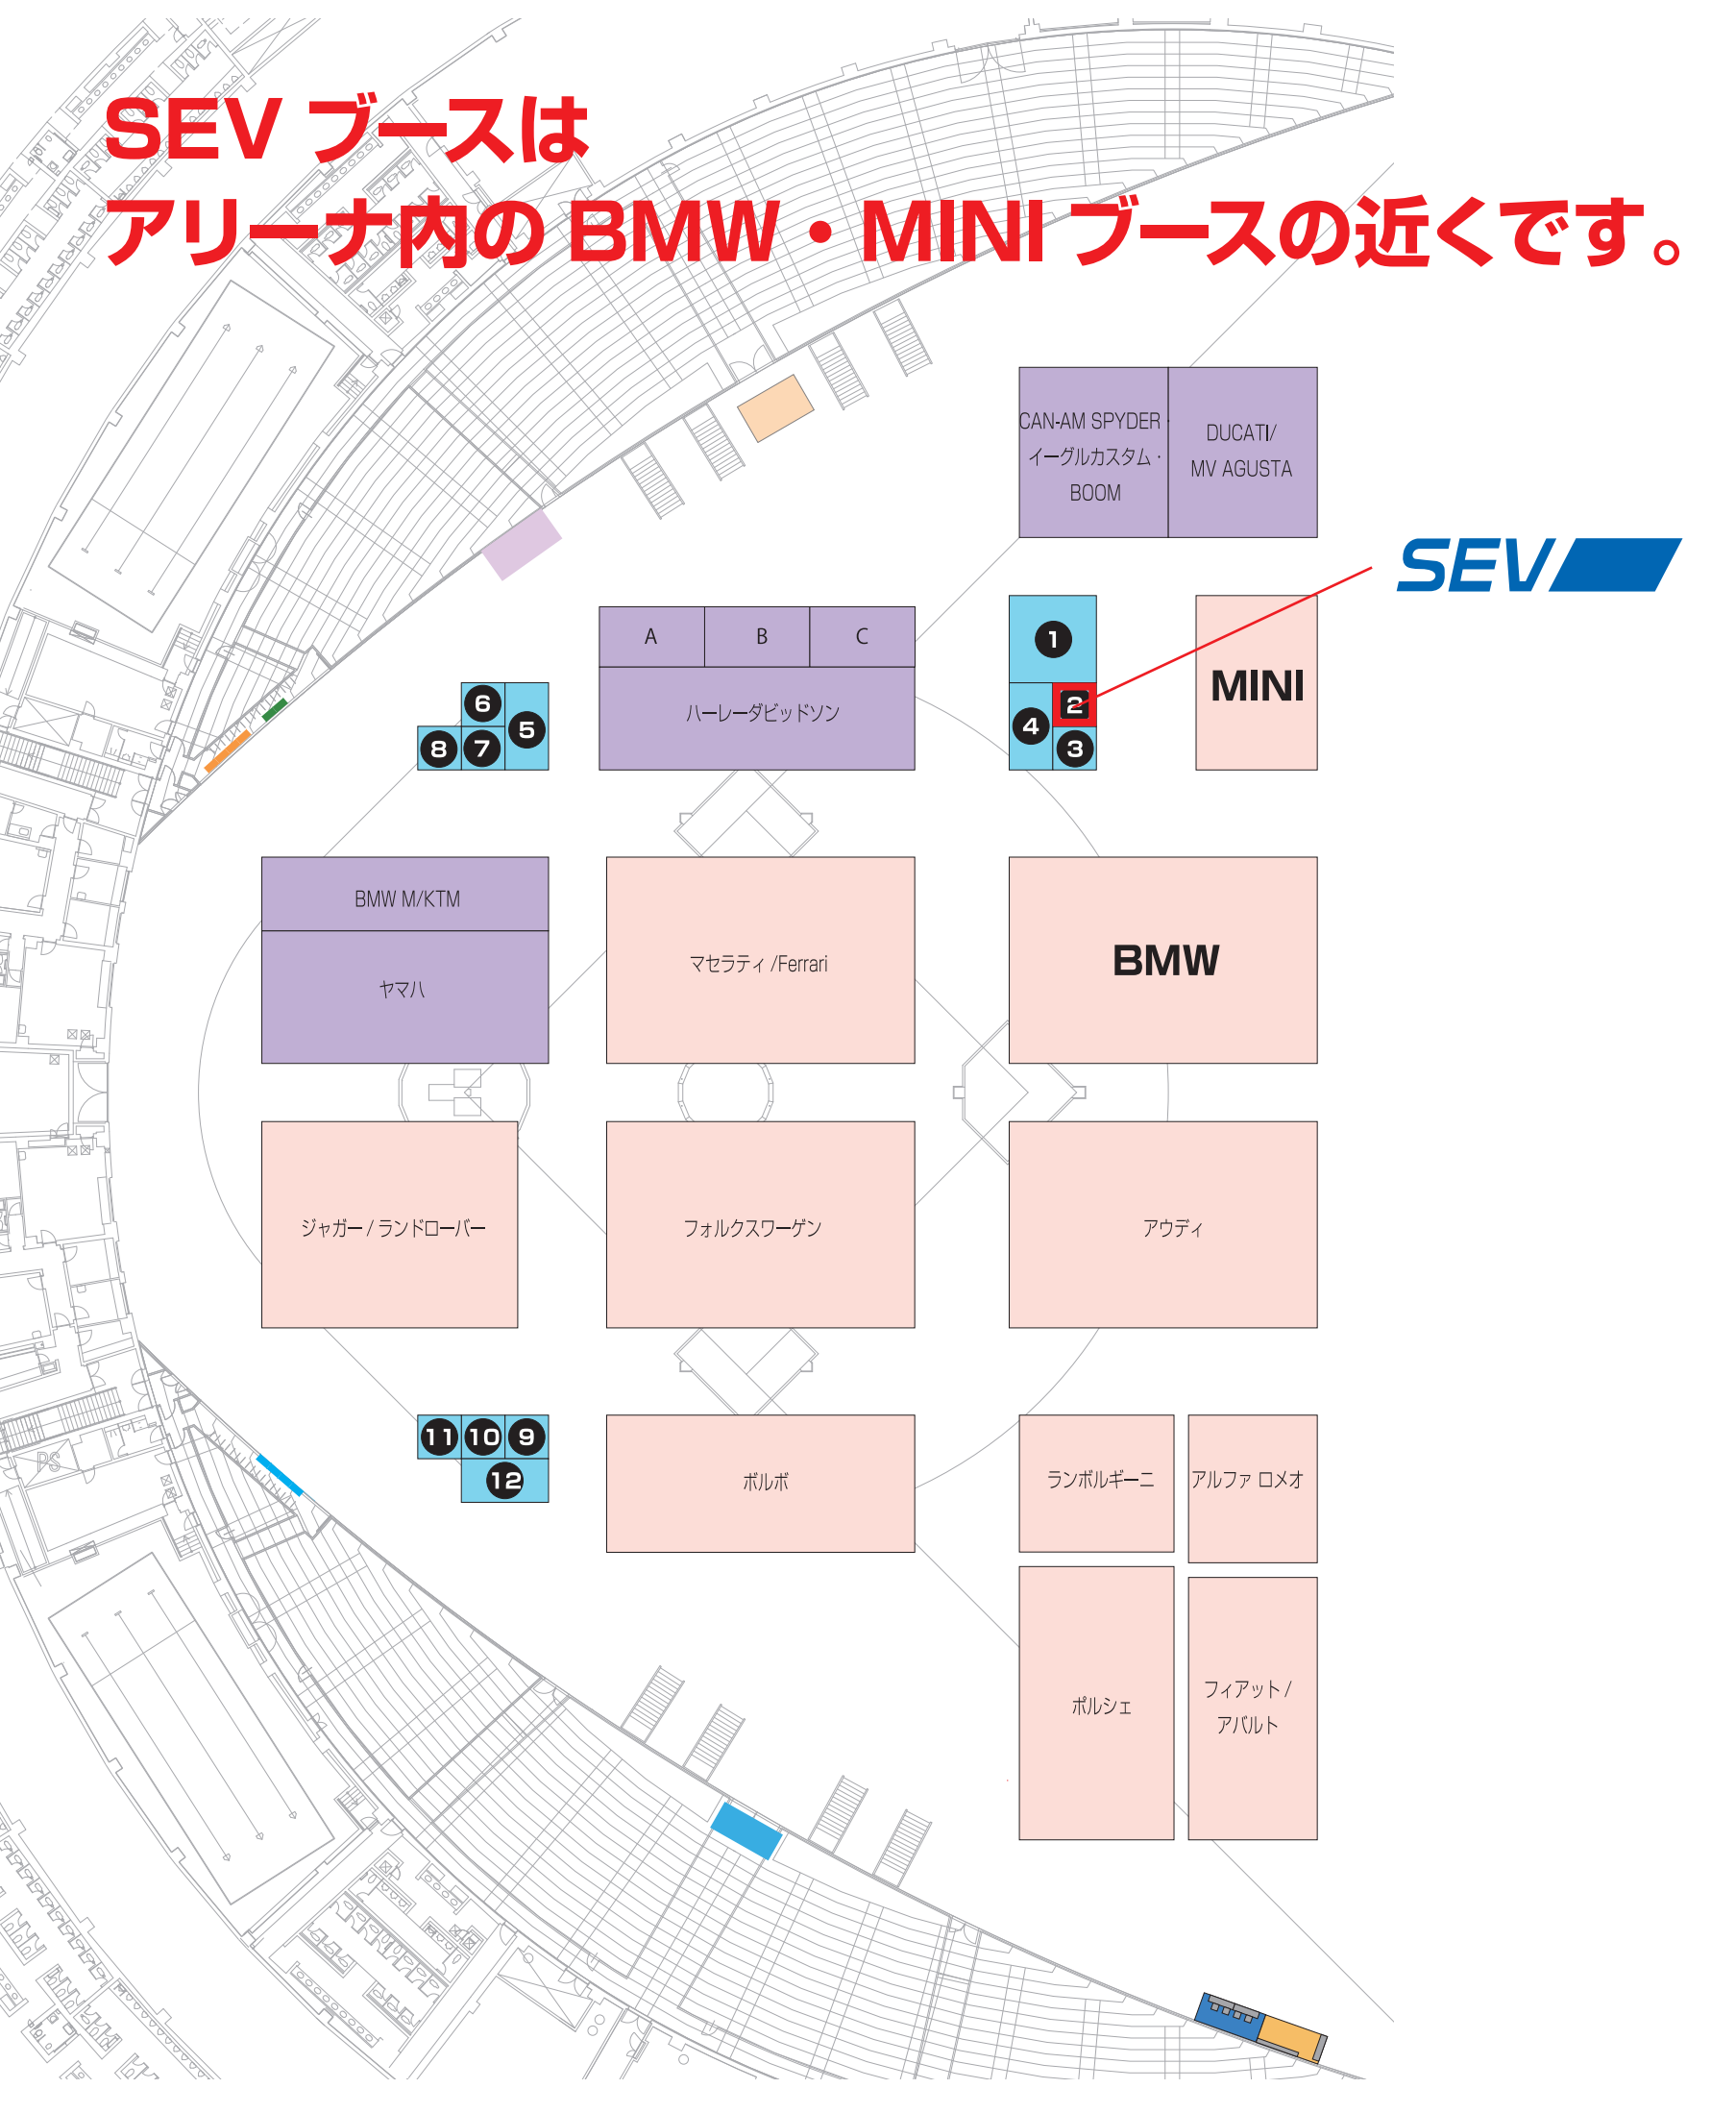 SEV ブースは
アリーナ内の BMW・MINI ブースの近くです。
CAN-AM SPYDER・
イーグルカスタム・
BOOM
DUCATI/
MV AGUSTA
SEV
A
B
C
ハーレーダビッドソン
1
2
3
4
MINI
5
6
7
8
BMW M/KTM
ヤマハ
マセラティ /Ferrari
BMW
ジャガー / ランドローバー
フォルクスワーゲン
アウディ
11
10
9
12
PS
ボルボ
ランボルギーニ
アルファ ロメオ
ポルシェ
フィアット /
アバルト